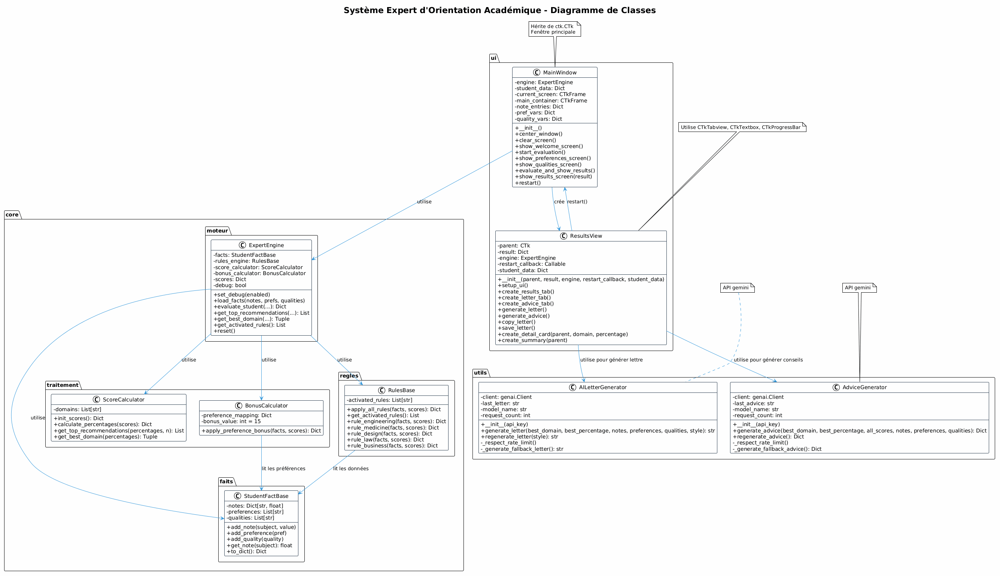 Système Expert d'Orientation Académique - Diagramme de Classes
Hérite de ctk.CTk
Fenêtre principale
ui
C MainWindow
-engine: ExpertEngine
-student_data: Dict
-current_screen: CTkFrame
-main_container: CTkFrame
-note_entries: Dict
-pref_vars: Dict
-quality_vars: Dict
+__init__()
+center_window()
+clear_screen()
+show_welcome_screen()
+start_evaluation()
+show_preferences_screen()
+show_qualities_screen()
+evaluate_and_show_results()
+show_results_screen(result)
+restart()
Utilise CTkTabview, CTkTextbox, CTkProgressBar
utilise
crée
restart()
C ResultsView
-parent: CTk
-result: Dict
-engine: ExpertEngine
-restart_callback: Callable
-student_data: Dict
+__init__(parent, result, engine, restart_callback, student_data)
+setup_ui()
+create_results_tab()
+create_letter_tab()
+create_advice_tab()
+generate_letter()
+generate_advice()
+copy_letter()
+save_letter()
+create_detail_card(parent, domain, percentage)
+create_summary(parent)
core
moteur
C ExpertEngine
-facts: StudentFactBase
-rules_engine: RulesBase
-score_calculator: ScoreCalculator
-bonus_calculator: BonusCalculator
-scores: Dict
-debug: bool
+set_debug(enabled)
+load_facts(notes, prefs, qualities)
+evaluate_student(...): Dict
+get_top_recommendations(...): List
+get_best_domain(...): Tuple
+get_activated_rules(): List
+reset()
API gemini
API gemini
utilise
utilise
utilise
utilise pour générer lettre
utilise pour générer conseils
traitement
C ScoreCalculator
-domains: List[str]
+init_scores(): Dict
+calculate_percentages(scores): Dict
+get_top_recommendations(percentages, n): List
+get_best_domain(percentages): Tuple
C BonusCalculator
-preference_mapping: Dict
-bonus_value: int = 15
+apply_preference_bonus(facts, scores): Dict
regles
C RulesBase
-activated_rules: List[str]
+apply_all_rules(facts, scores): Dict
+get_activated_rules(): List
+rule_engineering(facts, scores): Dict
+rule_medicine(facts, scores): Dict
+rule_design(facts, scores): Dict
+rule_law(facts, scores): Dict
+rule_business(facts, scores): Dict
utils
C AILetterGenerator
-client: genai.Client
-last_letter: str
-model_name: str
-request_count: int
+__init__(api_key)
+generate_letter(best_domain, best_percentage, notes, preferences, qualities, style): str
+regenerate_letter(style): str
-_respect_rate_limit()
-_generate_fallback_letter(): str
C AdviceGenerator
-client: genai.Client
-last_advice: str
-model_name: str
-request_count: int
+__init__(api_key)
+generate_advice(best_domain, best_percentage, all_scores, notes, preferences, qualities): Dict
+regenerate_advice(): Dict
-_respect_rate_limit()
-_generate_fallback_advice(): Dict
utilise
lit les préférences
lit les données
faits
C StudentFactBase
-notes: Dict[str, float]
-preferences: List[str]
-qualities: List[str]
+add_note(subject, value)
+add_preference(pref)
+add_quality(quality)
+get_note(subject): float
+to_dict(): Dict